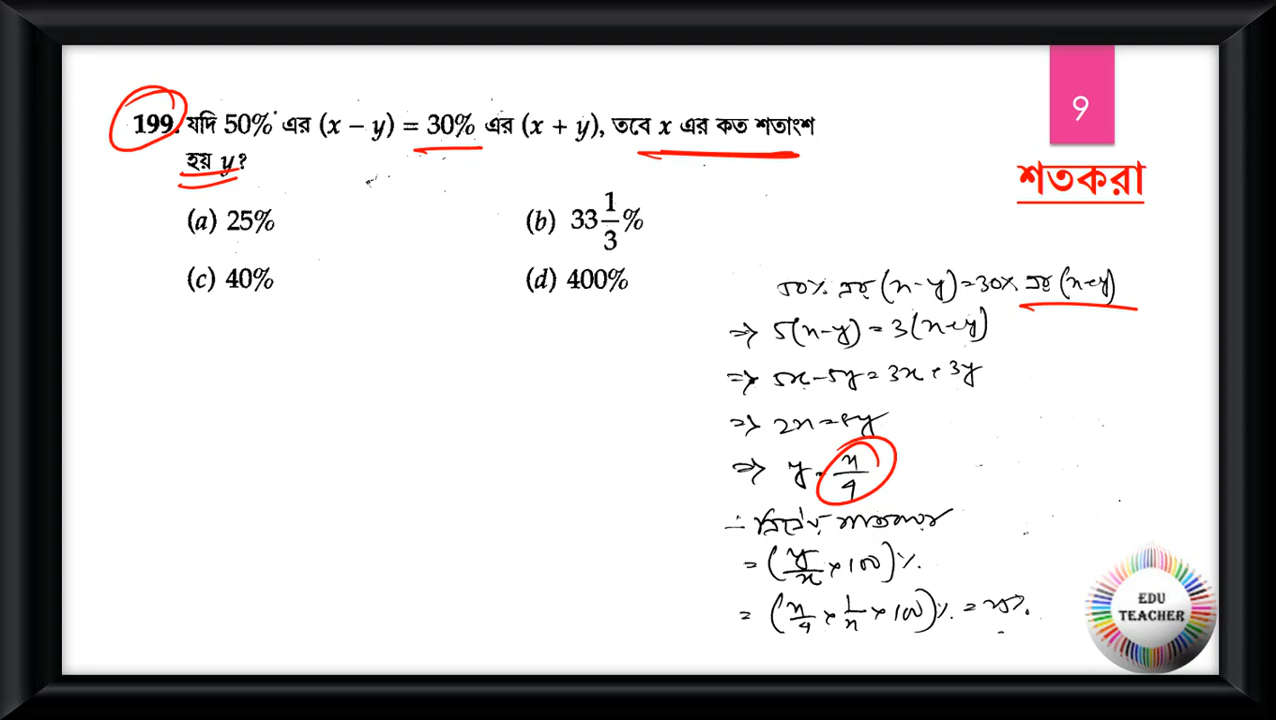 9
শতকরা
199. যদি 50% এর (x − y) = 30% এর (x + y), তবে x এর কত শতাংশ
হয় y?
(a) 25% (b) 33 1/3 %
(c) 40% (d) 400%
50% এর (x-y) = 30% এর (x+y)
⇒ 5(x-y) = 3(x+y)
⇒ 5x-5y = 3x+3y
⇒ 2x = 8y
⇒ y = x/4
∴ নির্ণেয়
= (y/x × 100)%.
= (x/4 × 1/x × 100)%. = ২৫%.
EDU
TEACHER